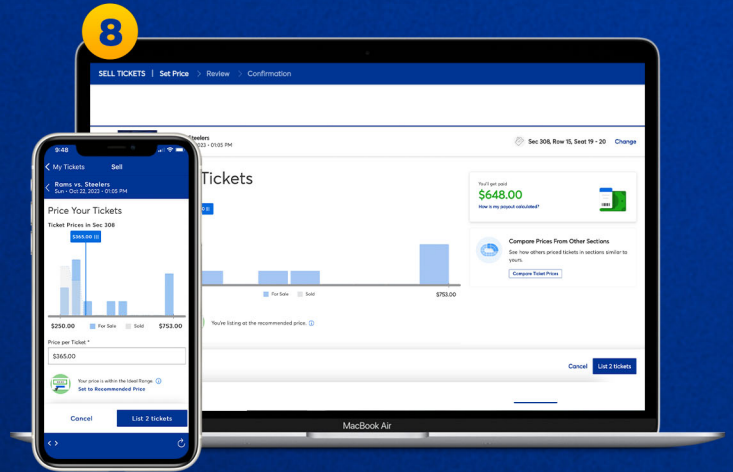 8
SELL TICKETS | Set Price > Review > Confirmation
Steelers
2023 • 01:05 PM
Sec 308, Row 15, Seat 19 - 20 Change
Tickets
You'll get paid
$648.00
How is my payout calculated?
Compare Prices From Other Sections
See how others priced tickets in sections similar to
yours.
Compare Ticket Prices
For Sale Sold
$753.00
You're listing at the recommended price.
Cancel List 2 tickets
MacBook Air
9:48
My Tickets Sell
Rams vs. Steelers
Sun • Oct 22, 2023 • 01:05 PM
Price Your Tickets
Ticket Prices in Sec 308
$365.00
$250.00 For Sale Sold $753.00
Price per Ticket *
$365.00
Your price is within the Ideal Range.
Set to Recommended Price
Cancel List 2 tickets